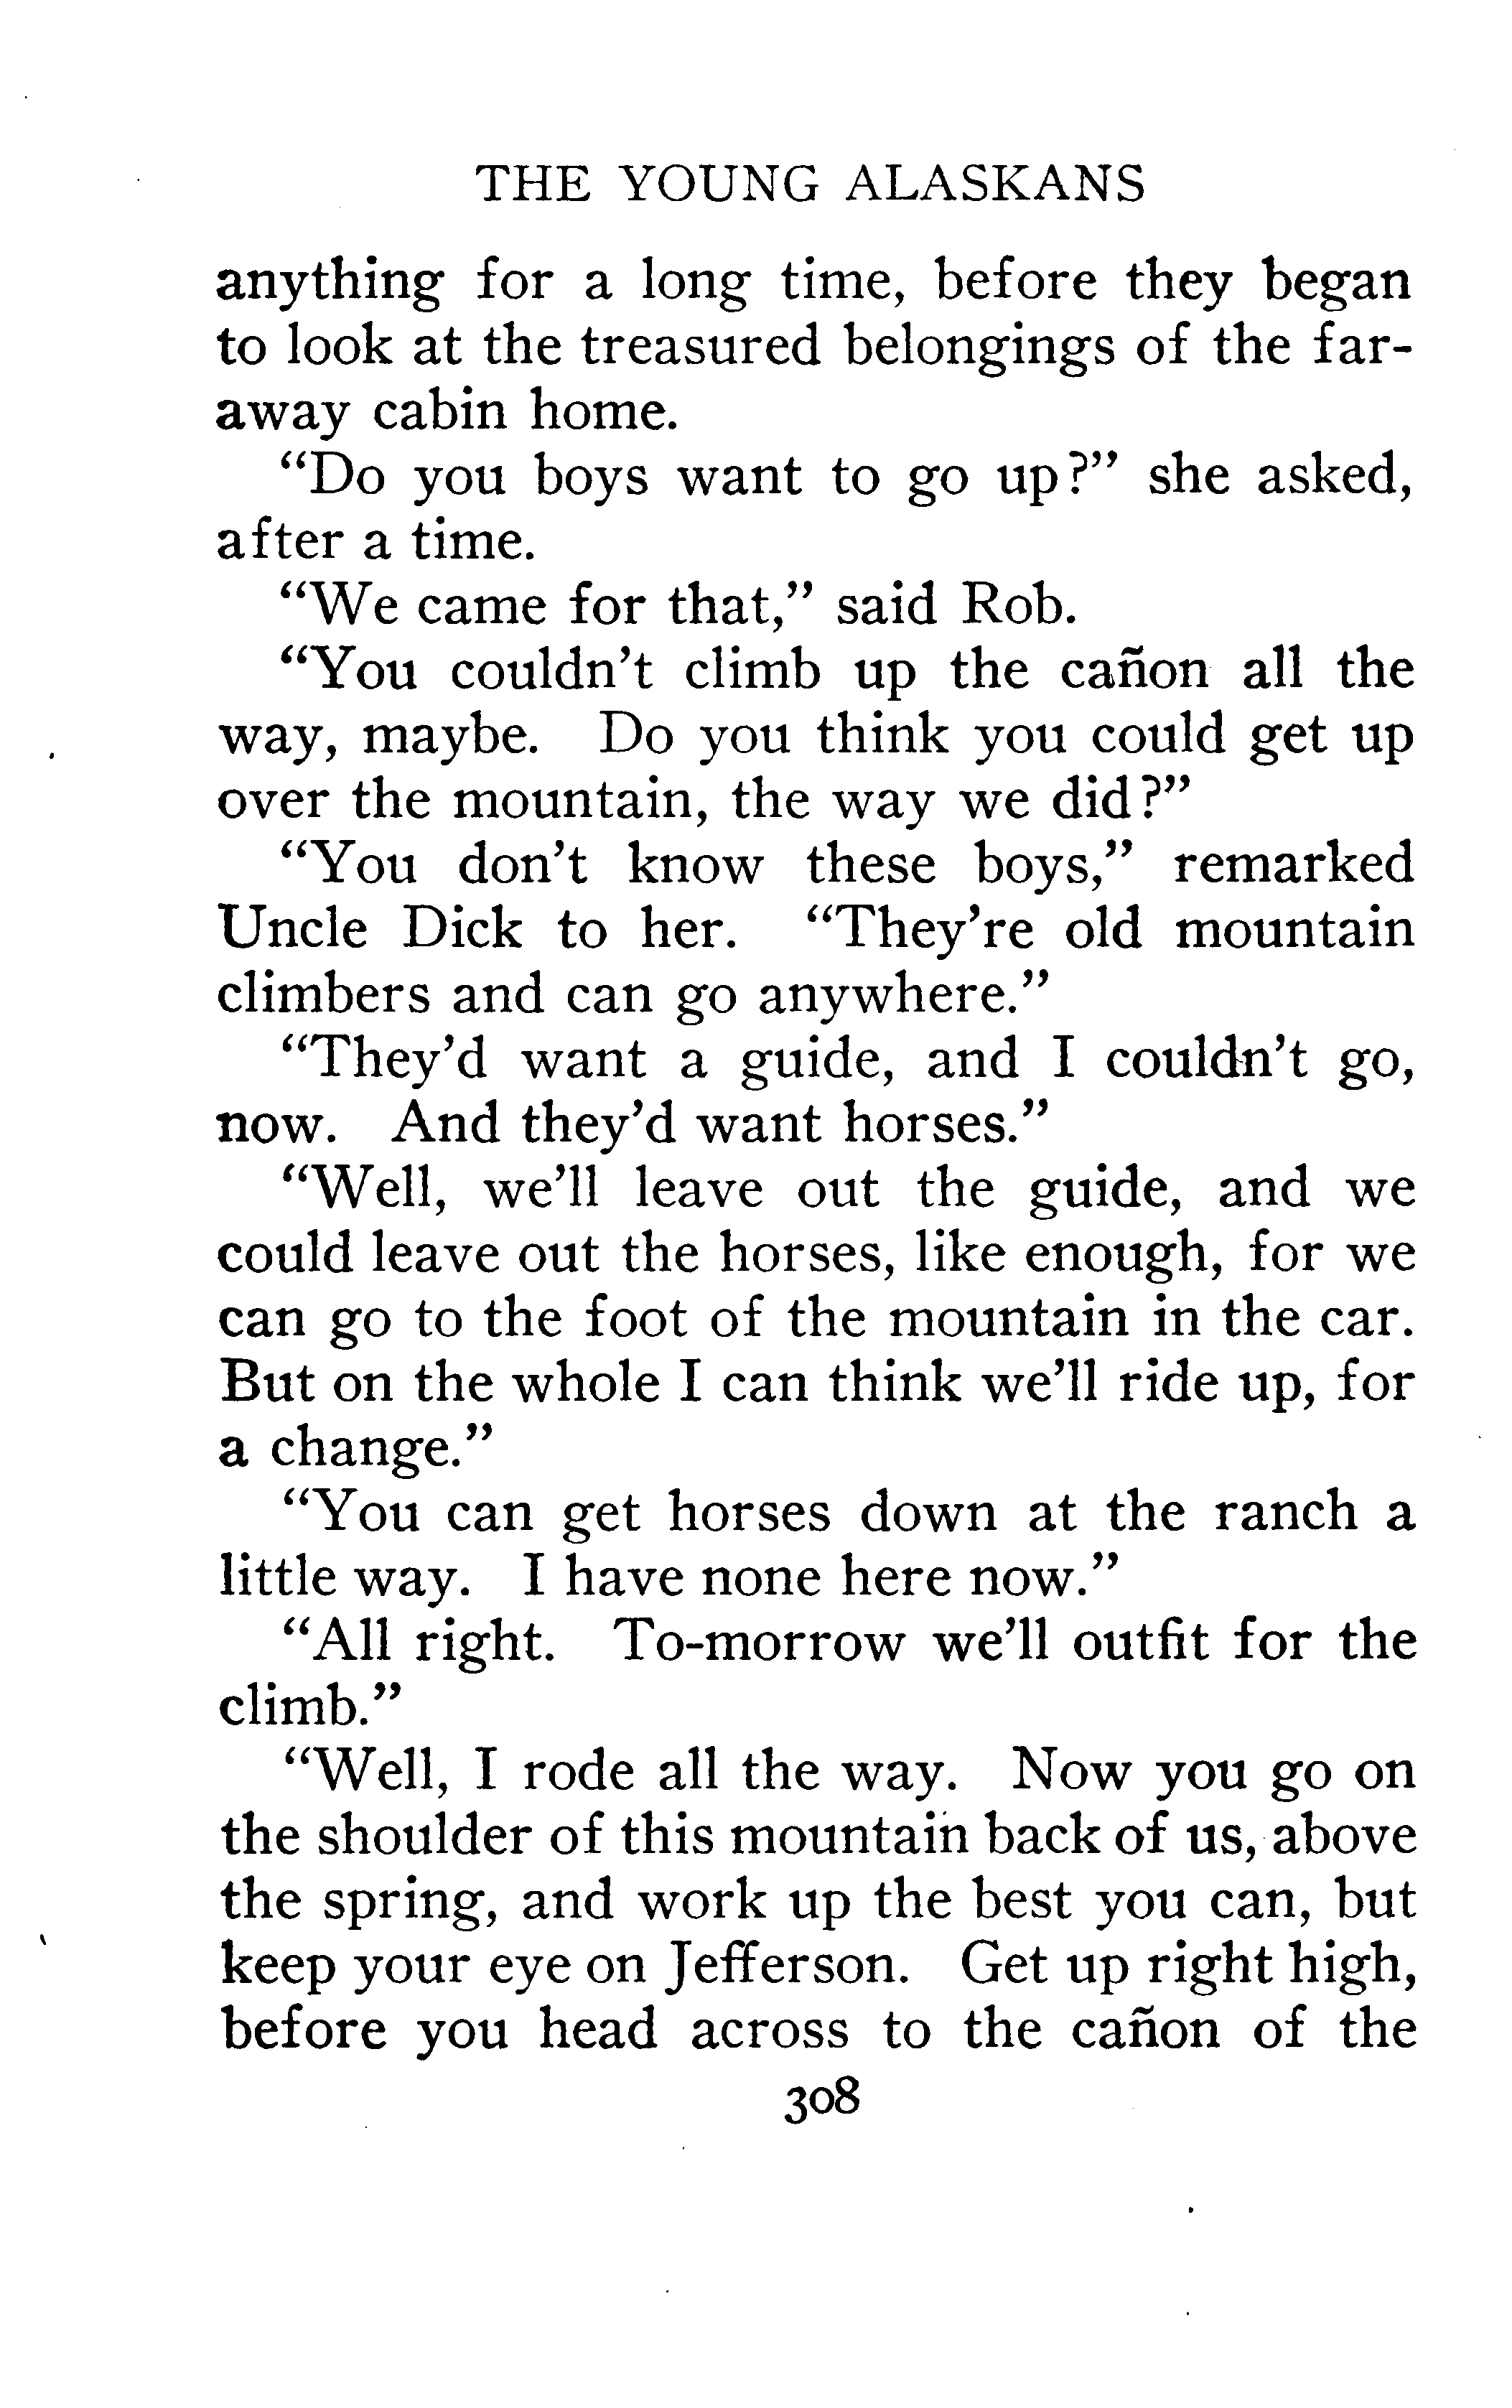 THE YOUNG ALASKANS
anything for a long time, before they began
to look at the treasured belongings of the far-
away cabin home.
“Do you boys want to go up?” she asked,
after a time.
“We came for that,” said Rob.
“You couldn't climb up the cañon all the
way, maybe. Do you think you could get up
over the mountain, the way we did?”
“You don't know these boys,” remarked
Uncle Dick to her. “They're old mountain
climbers and can go anywhere.”
“They'd want a guide, and I couldn't go,
now. And they'd want horses.”
“Well, we'll leave out the guide, and we
could leave out the horses, like enough, for we
can go to the foot of the mountain in the car.
But on the whole I can think we'll ride up, for
a change.”
“You can get horses down at the ranch a
little way. I have none here now.”
“All right. To-morrow we'll outfit for the
climb.”
“Well, I rode all the way. Now you go on
the shoulder of this mountain back of us, above
the spring, and work up the best you can, but
keep your eye on Jefferson. Get up right high,
before you head across to the cañon of the
308